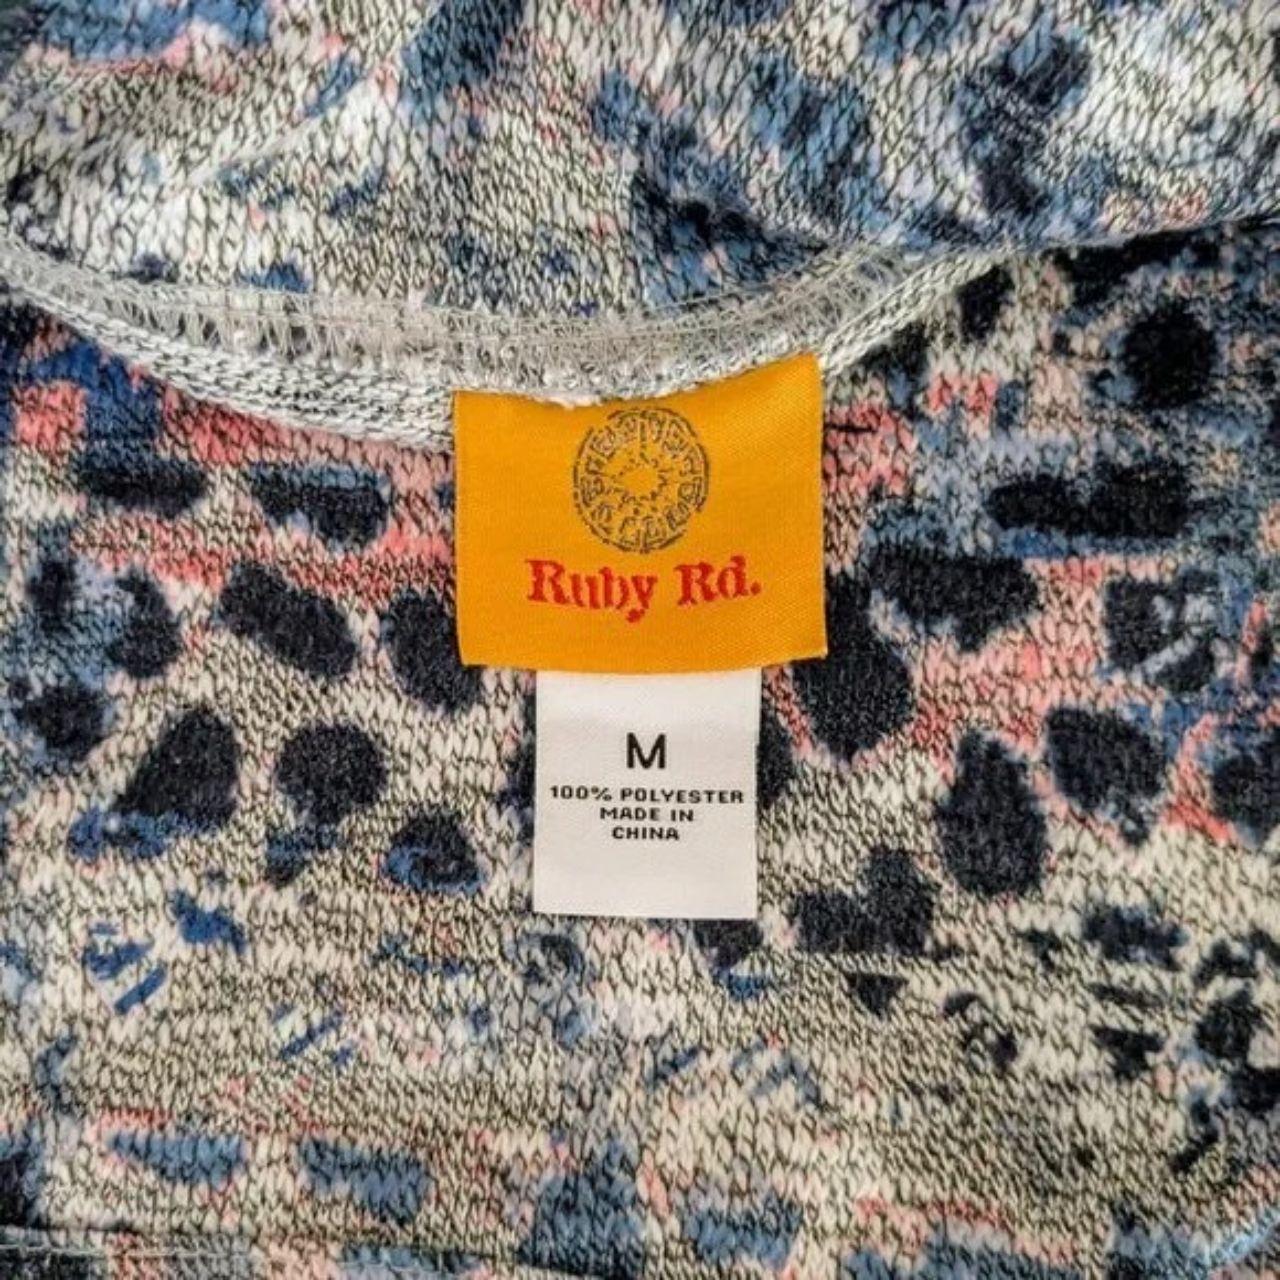 Ruby Rd.
M
100% POLYESTER
MADE IN
CHINA